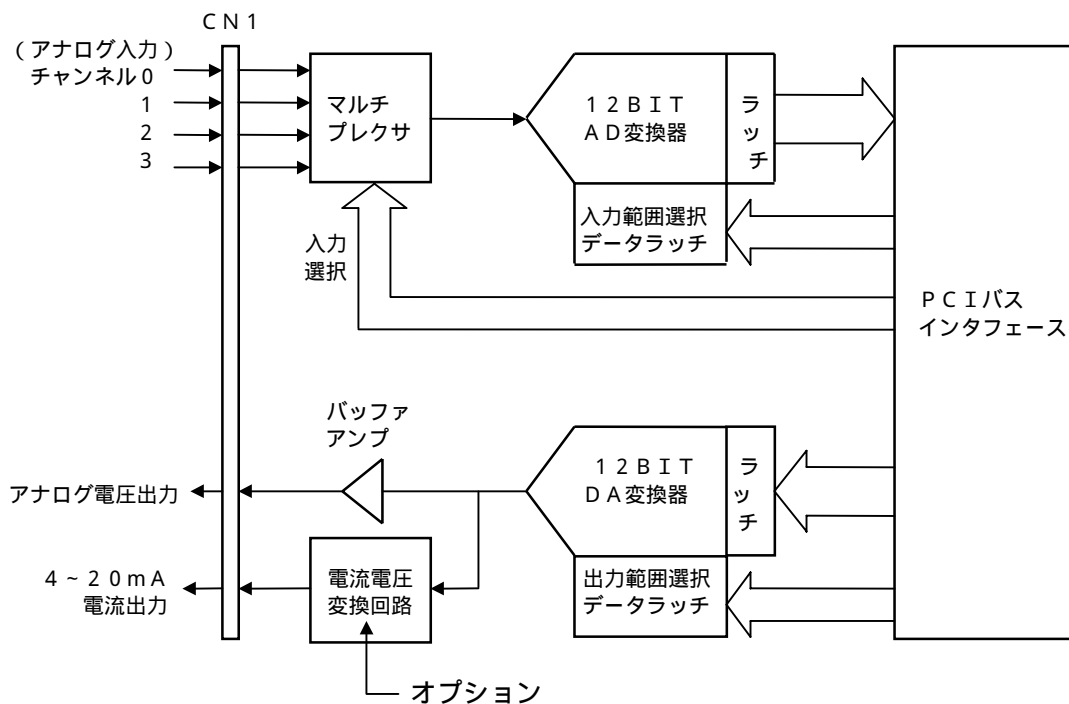 ＣＮ１
（アナログ入力）
チャンネル０
１
２
３
マルチ
プレクサ
１２ＢＩＴ
ＡＤ変換器
ラッチ
入力範囲選択
データラッチ
入力
選択
ＰＣＩバス
インタフェース
バッファ
アンプ
１２ＢＩＴ
ＤＡ変換器
ラッチ
アナログ電圧出力
４~２０mA
電流出力
電流電圧
変換回路
出力範囲選択
データラッチ
オプション